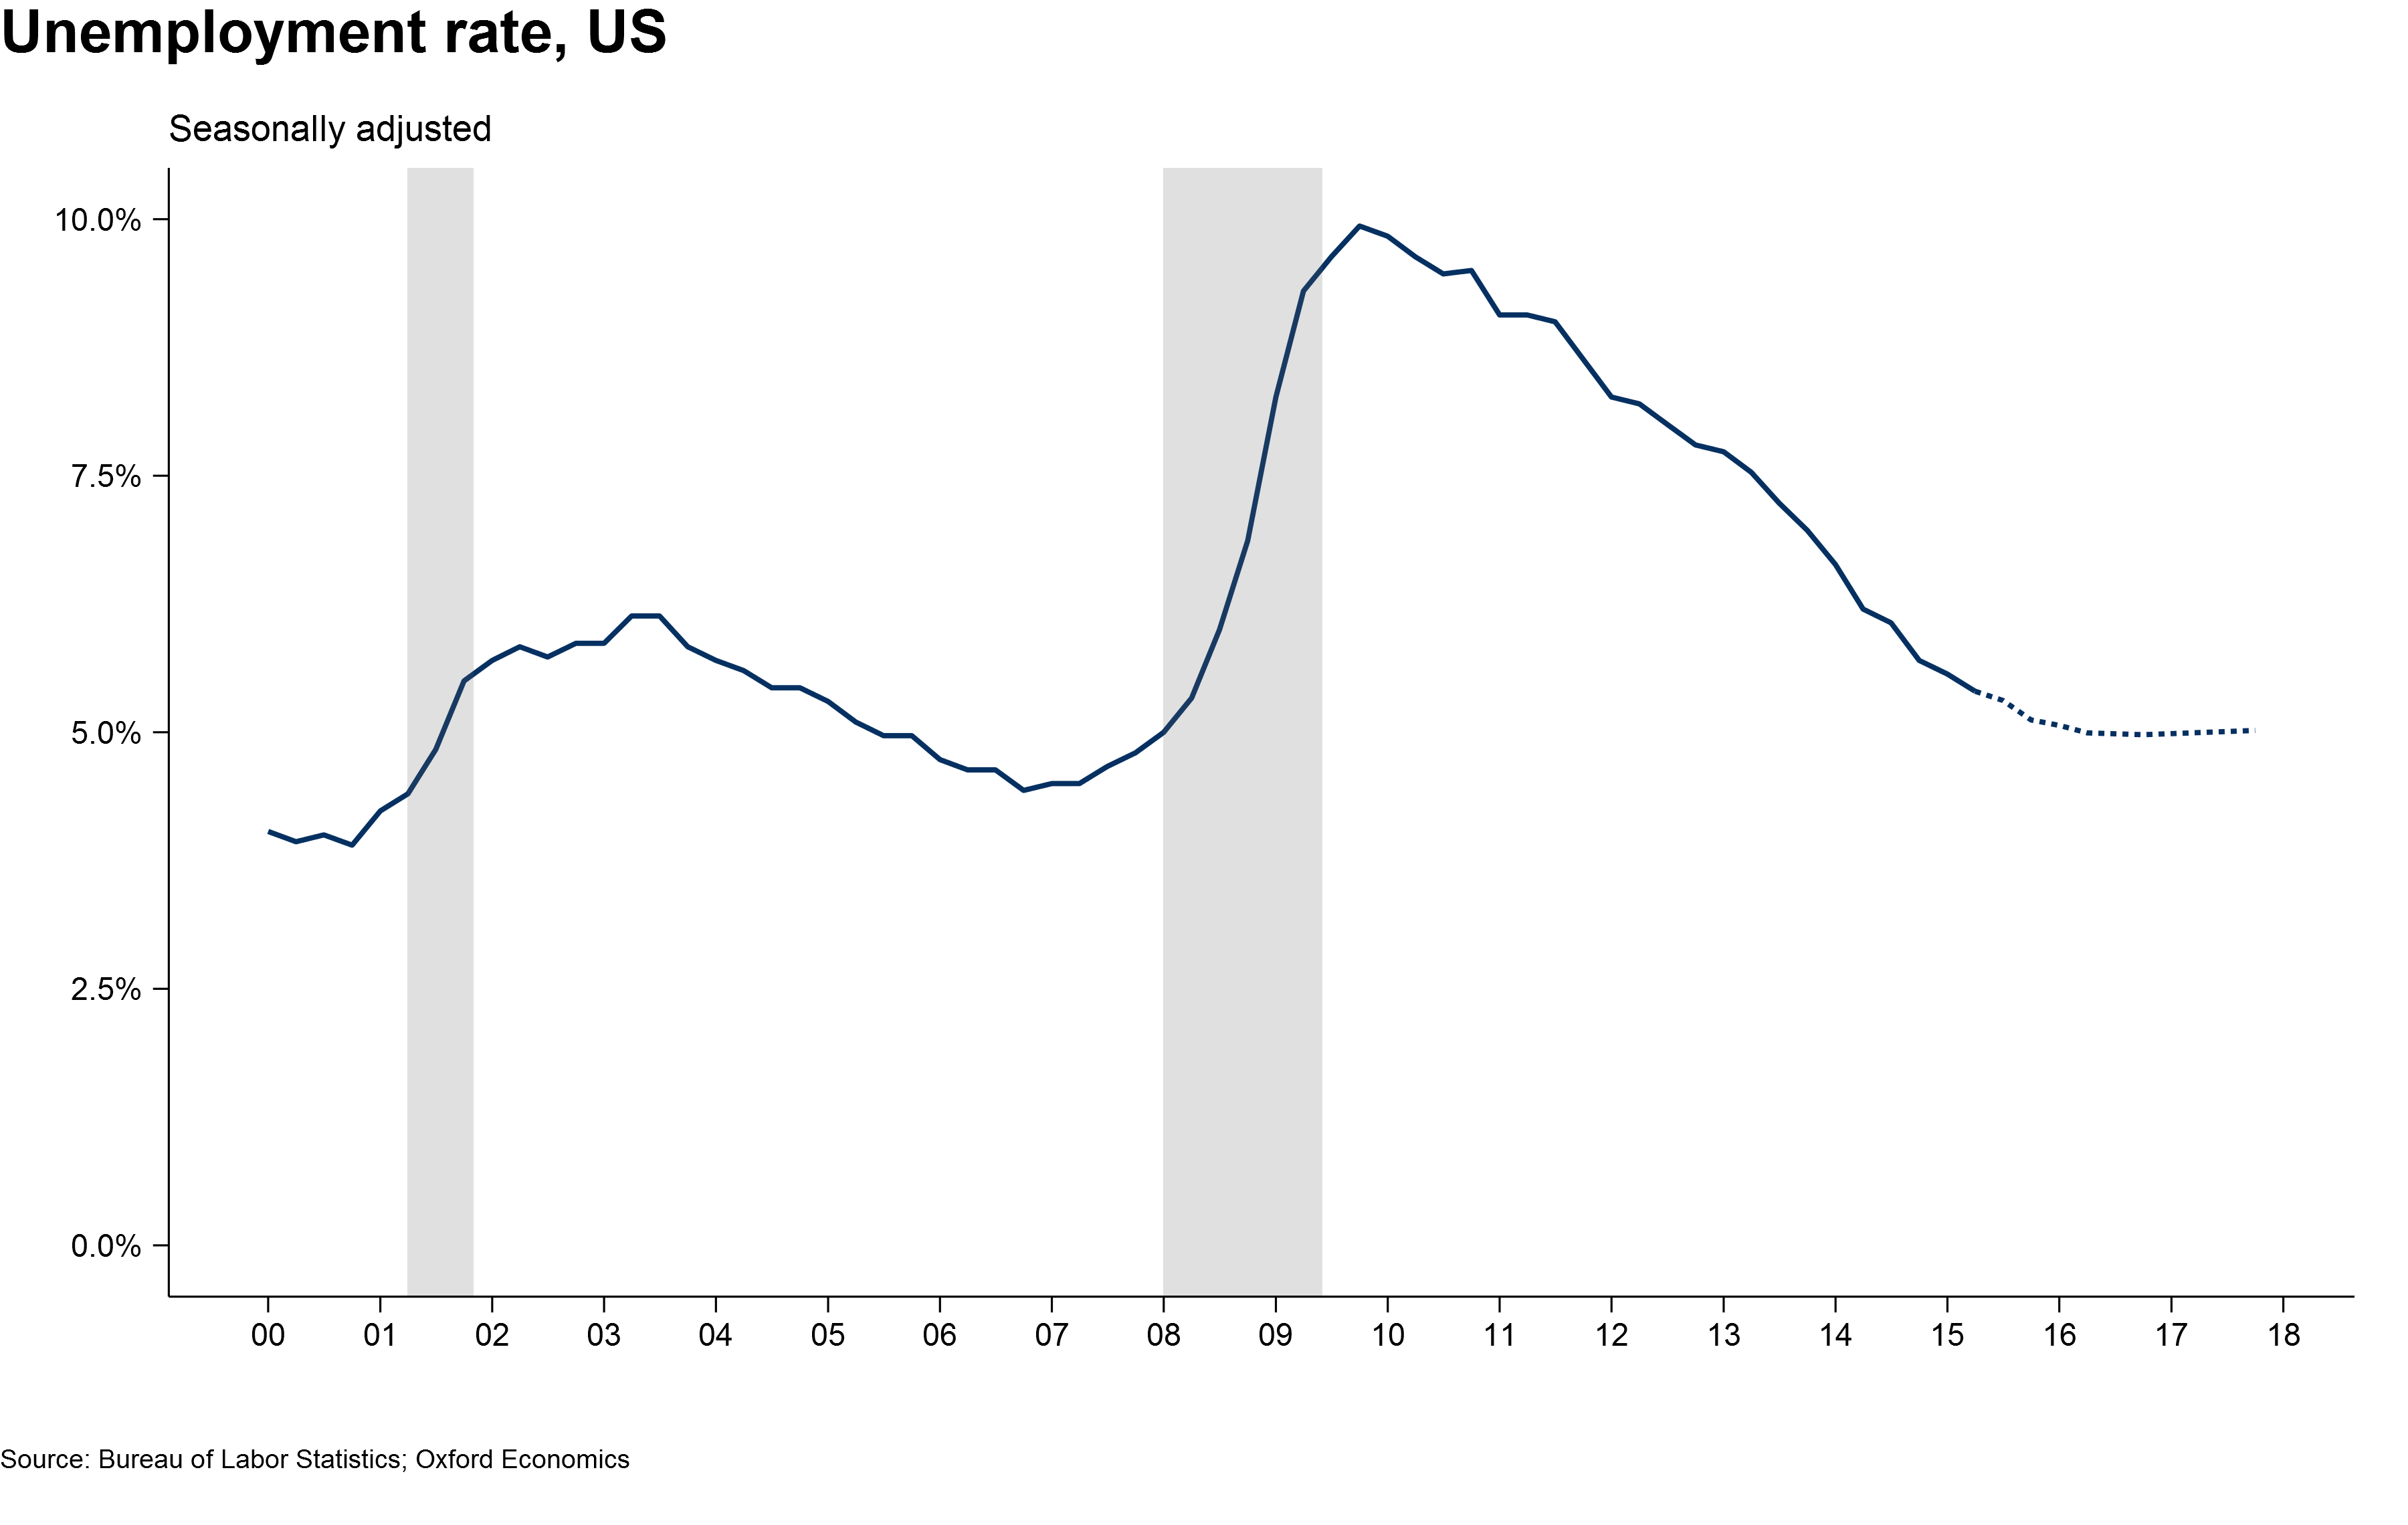 Unemployment rate, US
Seasonally adjusted
10.0%
7.5%
5.0%
2.5%
0.0%
00 01 02 03 04 05 06 07 08 09 10 11 12 13 14 15 16 17 18
Source: Bureau of Labor Statistics; Oxford Economics